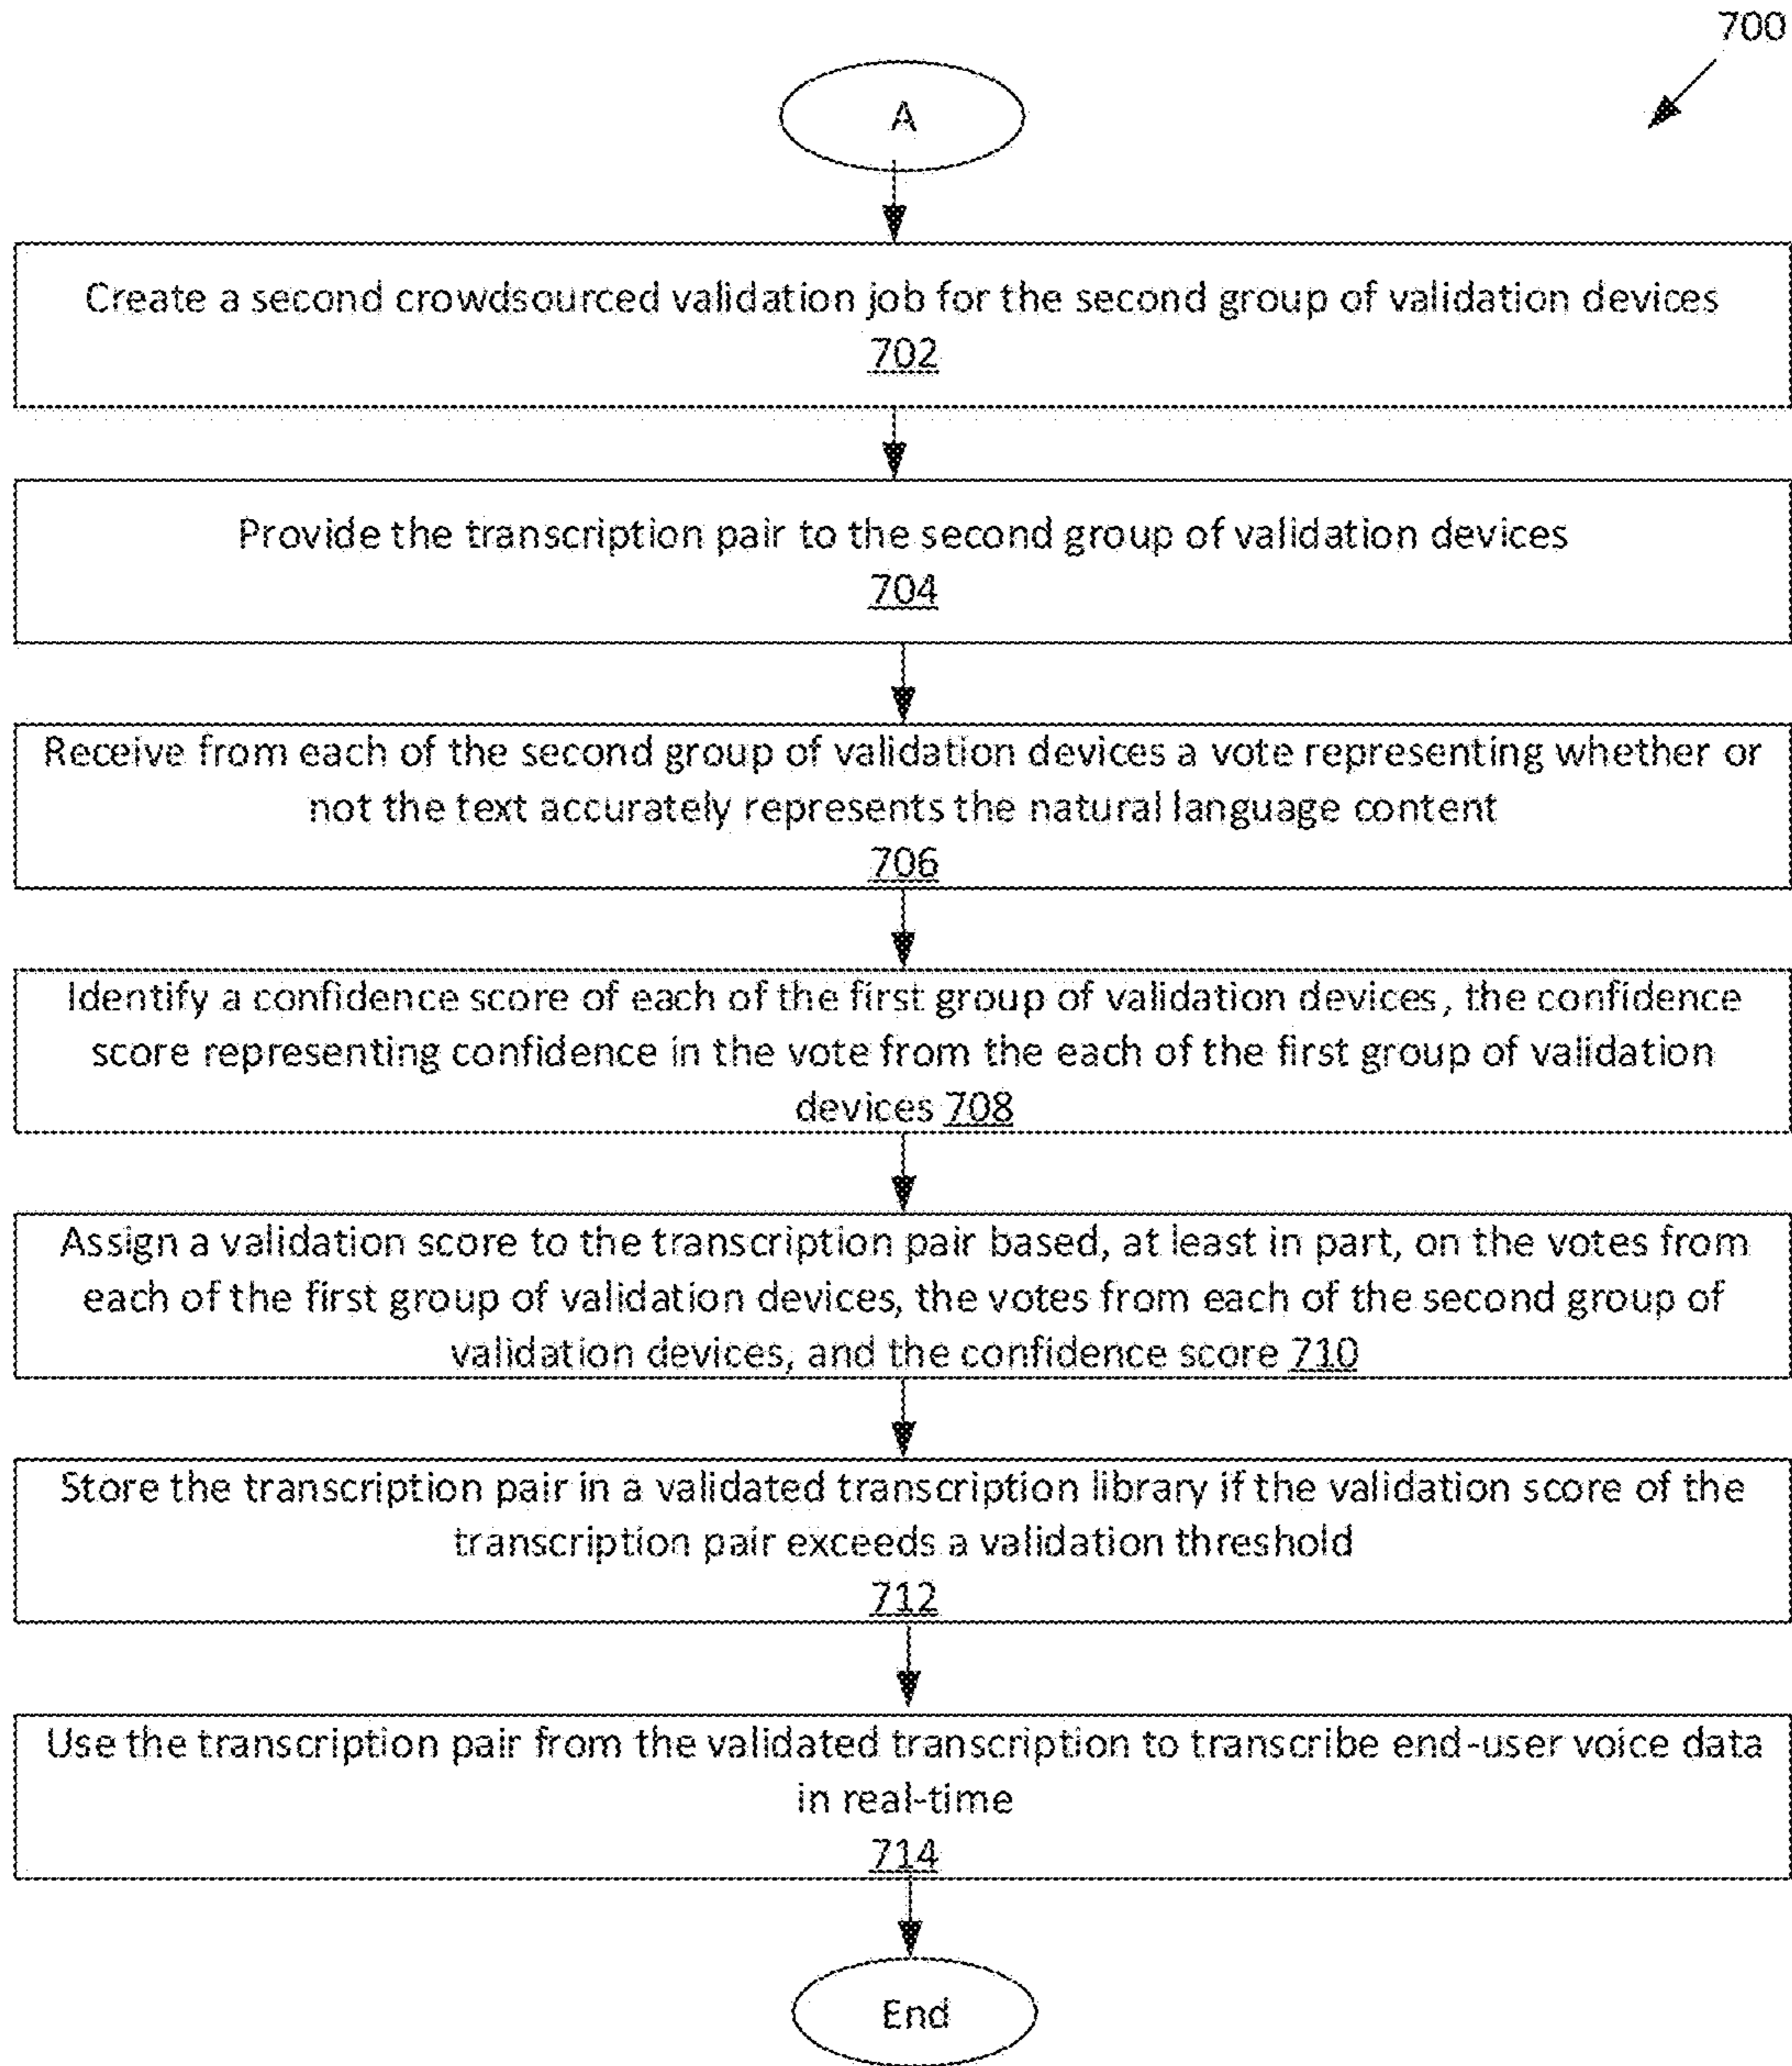 700
A
Create a second crowdsourced validation job for the second group of validation devices
702
Provide the transcription pair to the second group of validation devices
704
Receive from each of the second group of validation devices a vote representing whether or
not the text accurately represents the natural language content
706
Identify a confidence score of each of the first group of validation devices, the confidence
score representing confidence in the vote from the each of the first group of validation
devices 708
Assign a validation score to the transcription pair based, at least in part, on the votes from
each of the first group of validation devices, the votes from each of the second group of
validation devices, and the confidence score 710
Store the transcription pair in a validated transcription library if the validation score of the
transcription pair exceeds a validation threshold
712
Use the transcription pair from the validated transcription to transcribe end-user voice data
in real-time
714
End